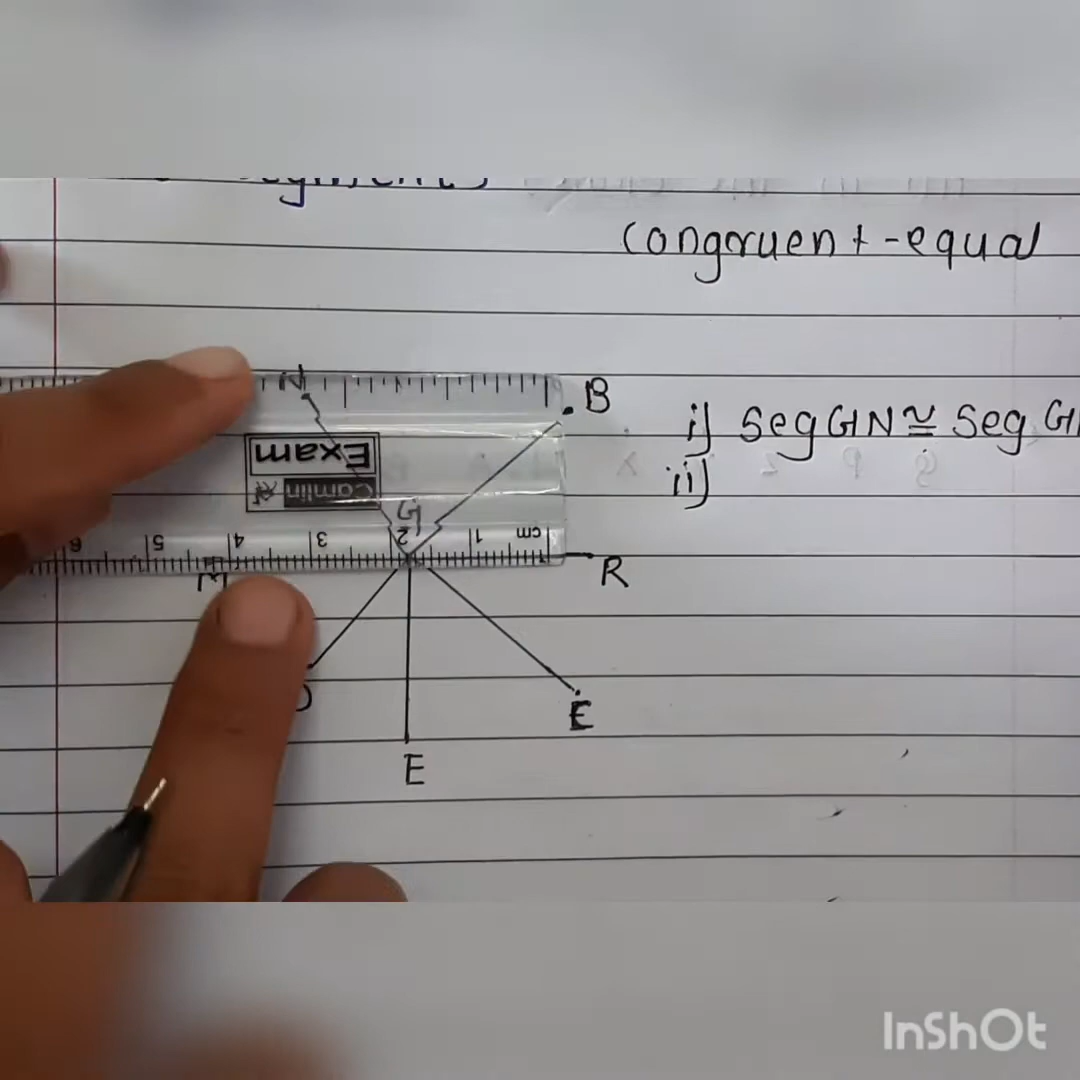 congruent - equal
N
B
i) seg GN ≅ seg G
Exam
Camlin
ii)
G
6 5 4 3 2 1 cm
R
E
E
InShOt